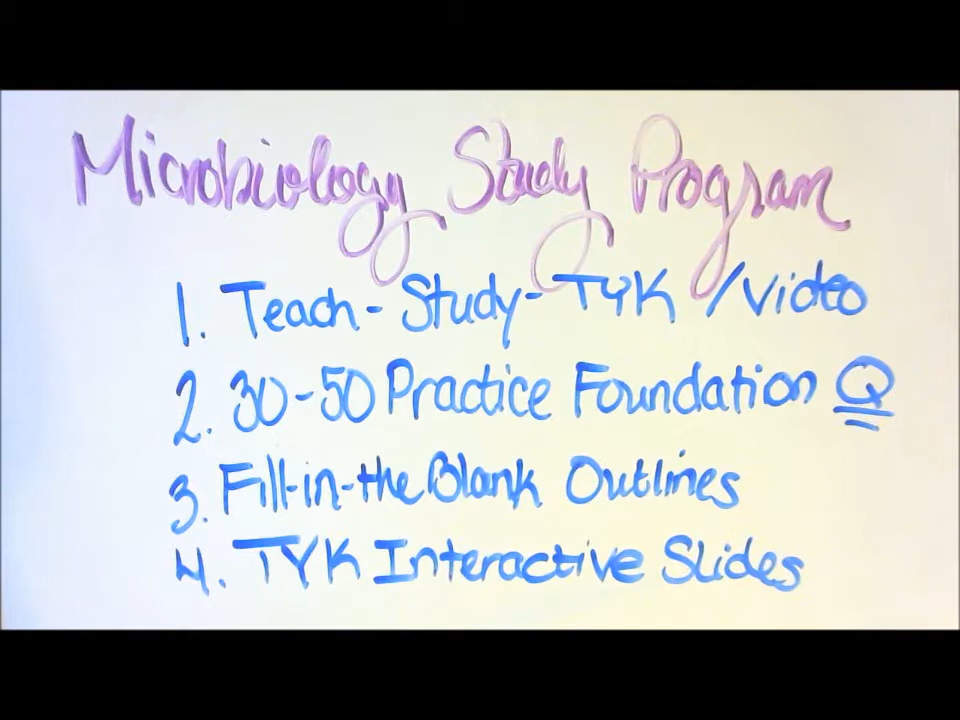 Microbiology Study Program
1. Teach-Study-TYK/Video
2. 30-50 Practice Foundation Q
3. Fill-in-the Blank Outlines
4. TYK Interactive Slides